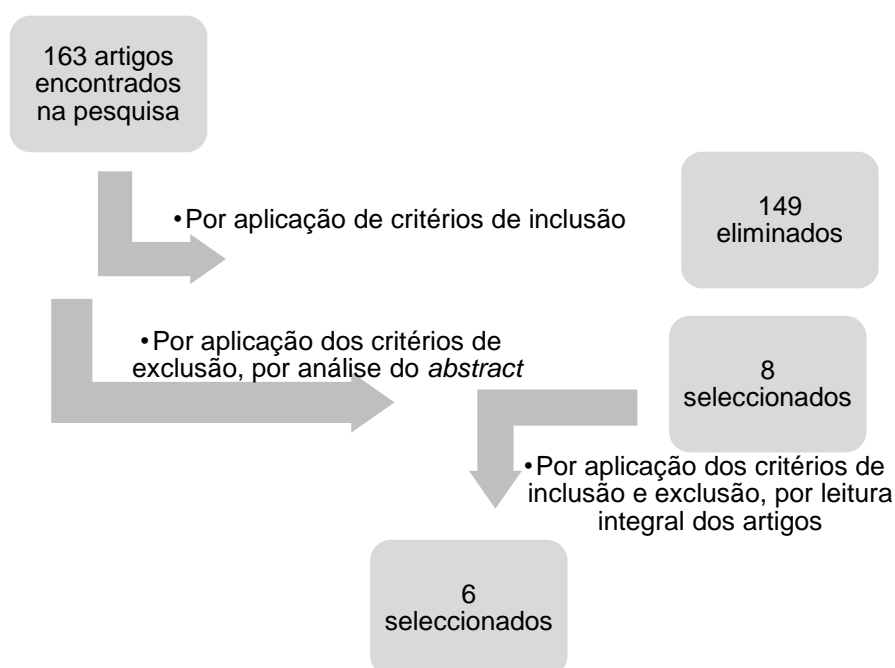 163 artigos
encontrados
na pesquisa
•Por aplicação de critérios de inclusão
149
eliminados
•Por aplicação dos critérios de
exclusão, por análise do abstract
8
seleccionados
•Por aplicação dos critérios de
inclusão e exclusão, por leitura
integral dos artigos
6
seleccionados